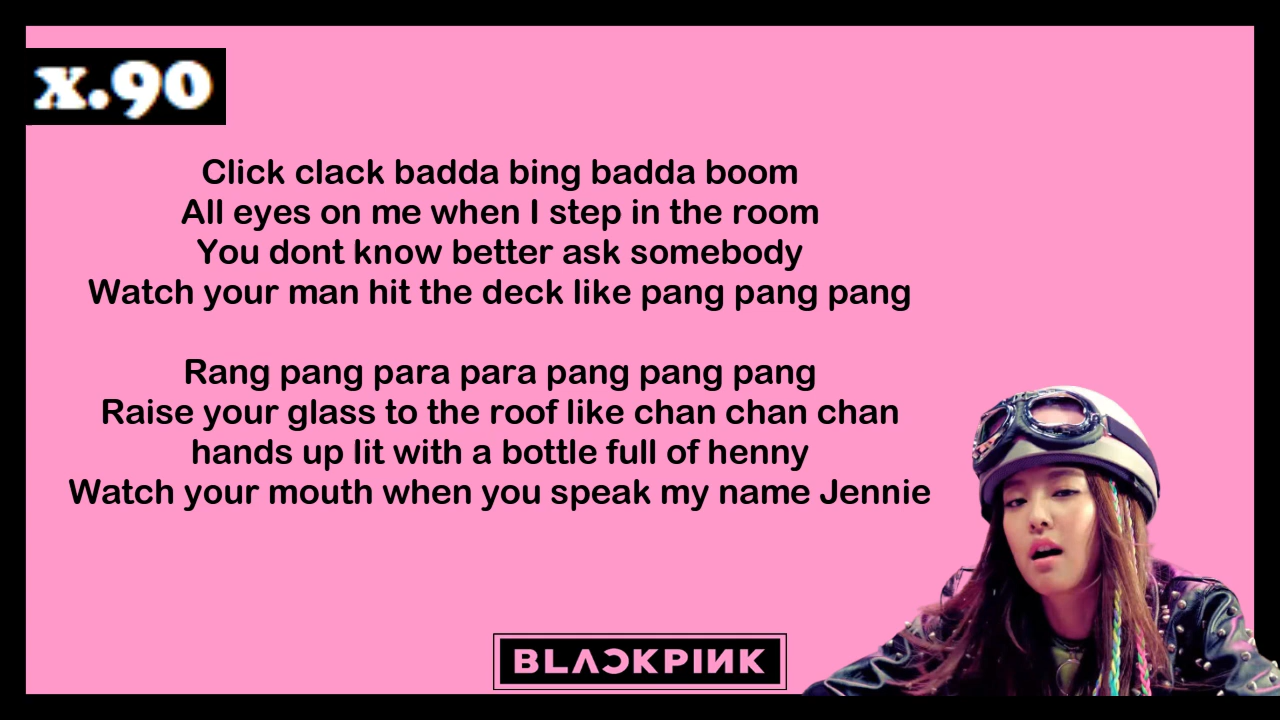 x.90
Click clack badda bing badda boom
All eyes on me when I step in the room
You dont know better ask somebody
Watch your man hit the deck like pang pang pang
Rang pang para para pang pang pang
Raise your glass to the roof like chan chan chan
hands up lit with a bottle full of henny
Watch your mouth when you speak my name Jennie
BLACKPINK